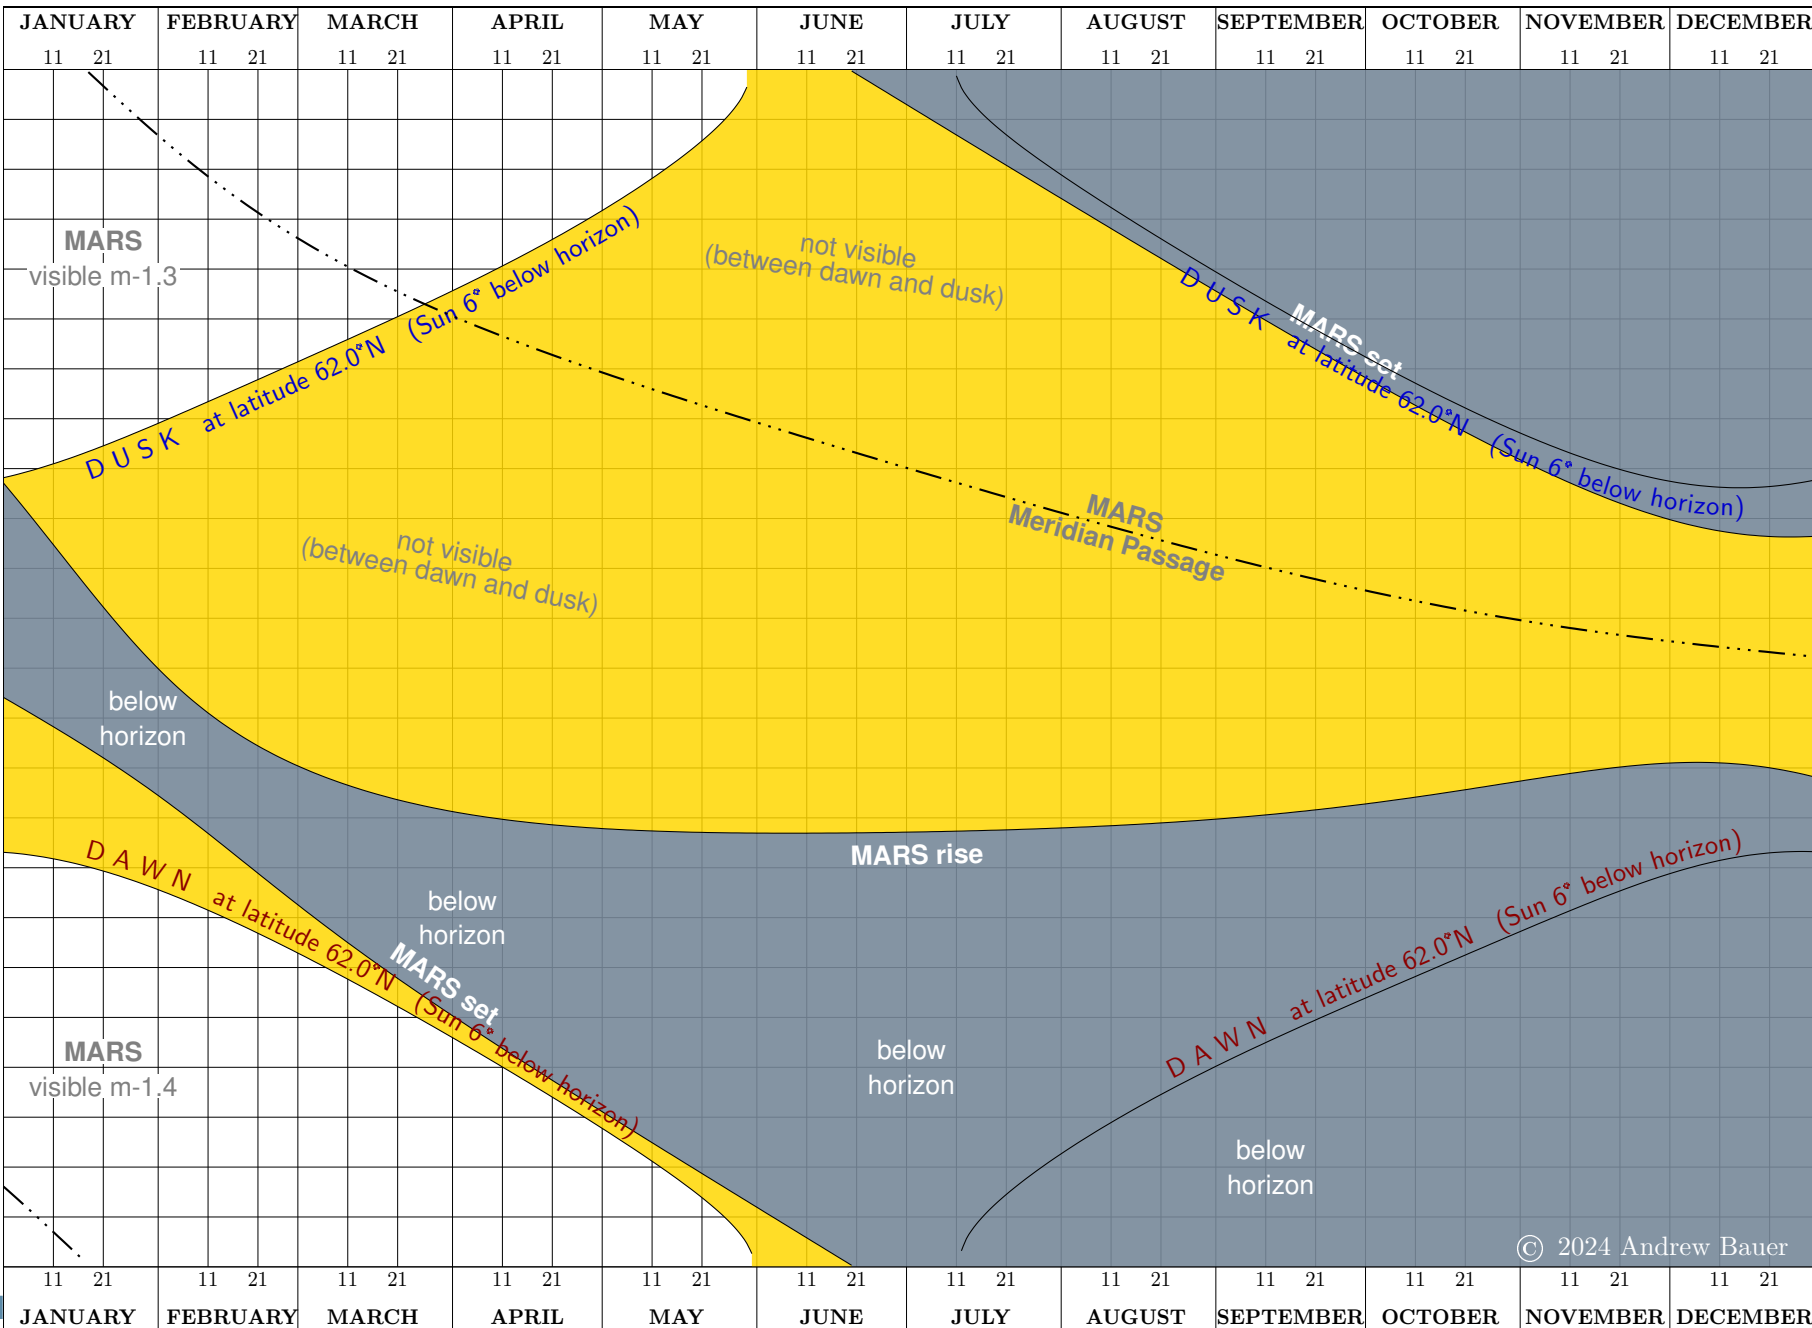 JANUARY FEBRUARY MARCH APRIL MAY JUNE JULY AUGUST SEPTEMBER OCTOBER NOVEMBER DECEMBER
11 21 11 21 11 21 11 21 11 21 11 21 11 21 11 21 11 21 11 21 11 21 11 21
MARS
visible m-1.3
DUSK at latitude 62.0°N (Sun 6° below horizon)
not visible
(between dawn and dusk)
DUSK at latitude 62.0°N (Sun 6° below horizon)
MARS set
MARS
Meridian Passage
not visible
(between dawn and dusk)
below
horizon
MARS rise
DAWN at latitude 62.0°N (Sun 6° below horizon)
below
horizon
MARS set
DAWN at latitude 62.0°N (Sun 6° below horizon)
MARS
visible m-1.4
below
horizon
below
horizon
© 2024 Andrew Bauer
11 21 11 21 11 21 11 21 11 21 11 21 11 21 11 21 11 21 11 21 11 21 11 21
JANUARY FEBRUARY MARCH APRIL MAY JUNE JULY AUGUST SEPTEMBER OCTOBER NOVEMBER DECEMBER